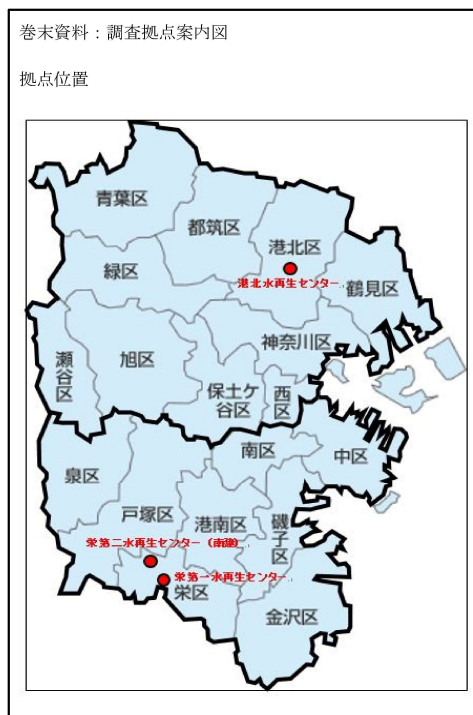 巻末資料：調査拠点案内図
拠点位置
青葉区
都筑区
港北区
港北水再生センター
緑区
鶴見区
神奈川区
瀬谷区
旭区
保土ケ谷区
西区
南区
中区
泉区
戸塚区
港南区
磯子区
栄第二水再生センター
栄第一水再生センター
栄区
金沢区